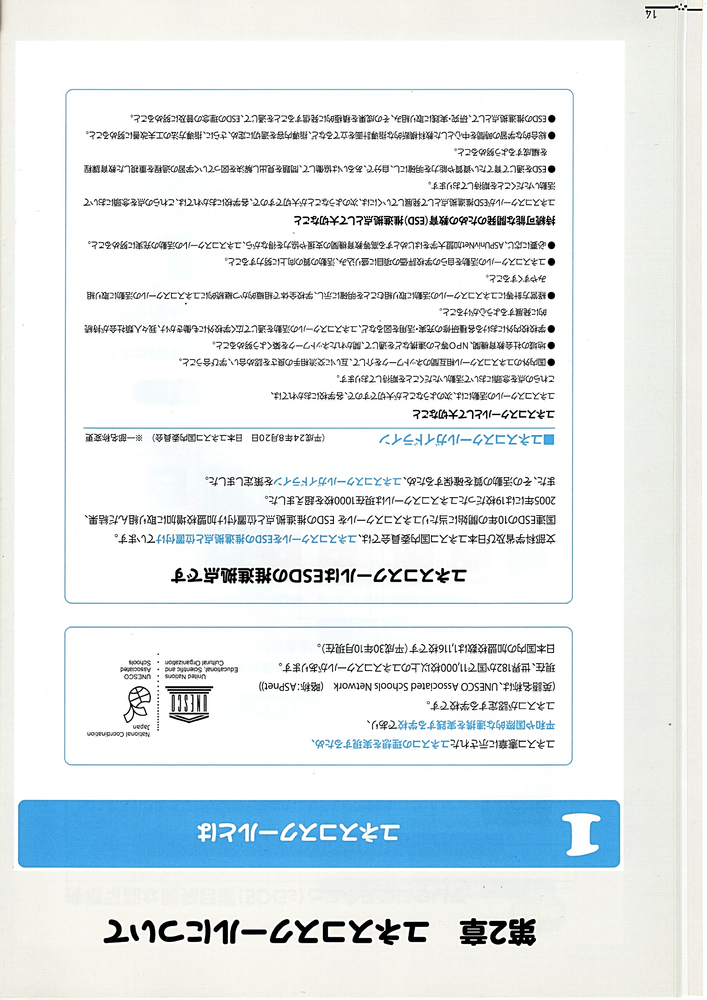 第2章　ユネスコスクールについて
1　ユネスコスクールとは
ユネスコ憲章に示されたユネスコの理想を実現するため、
平和や国際的な連携を実践する学校であり、
ユネスコが認定する学校です。
(英語名称は、UNESCO Associated Schools Network　(略称：ASPnet))
現在、世界182か国で11,000校以上のユネスコスクールがあります。
日本国内の加盟校数は1,116校です（平成30年10月現在）。
UNESCO
United Nations
Educational, Scientific and
Cultural Organization
National Coordination
Japan
UNESCO
Associated
Schools
ユネスコスクールはESDの推進拠点です
文部科学省及び日本ユネスコ国内委員会では、ユネスコスクールをESDの推進拠点と位置付けています。
国連ESDの10年の開始に当たりユネスコスクールを ESDの推進拠点と位置付け加盟校増加に取り組んだ結果、
2005年には19校だったユネスコスクールは現在1000校を超えました。
また、その活動の質を確保するため、ユネスコスクールガイドラインを策定しました。
■ユネスコスクールガイドライン　（平成24年8月20日　日本ユネスコ国内委員会）　※一部名称変更
ユネスコスクールとして大切なこと
ユネスコスクールの活動には、次のようなことが大切ですので、各学校におかれては、
これらの点を念頭において活動いただくことを期待しております。
●国内外のユネスコスクール相互間のネットワークを介して、互いに交流相手の良さを認め合い、学び合うこと。
●地域の社会教育機関、NPO等との連携などを通じて、開かれたネットワークを築くよう努めること。
●学校校内外における各種研修の充実・活用を図るなど、ユネスコスクールの活動を通じて広く学校外にも働きかけ、我々人類社会が持続
的に発展するよう心がけること。
●経営方針等にユネスコスクールの活動に取り組むことを明確に示し、学校全体で組織的かつ継続的にユネスコスクールの活動に取り組
みやすくすること。
●ユネスコスクールの活動を自らの学校評価の項目に盛り込み、活動の質の向上に努力すること。
●必要に応じ、ASPUnivNet加盟大学をはじめとする高等教育機関の支援や協力を得ながら、ユネスコスクールの活動の充実に努めること。
持続可能な開発のための教育（ESD）推進拠点として大切なこと
ユネスコスクールがESD推進拠点として発展していくには、次のようなことが大切ですので、各学校におかれては、これらの点を念頭において
活動いただくことを期待しております。
●ESDを通じて育てたい資質や能力を明確にし、自分で、あるいは協働して、問題を見出し解決を図っていく学習の過程を重視した教育課程
を編成するよう努めること。
●総合的な学習の時間を中心とした教科横断的な指導計画を立てるなど、指導内容を適切に定め、さらに、指導方法の工夫改善に努めること。
●ESDの推進拠点として、研究・実践に取り組み、その成果を積極的に発信することを通じて、ESDの理念の普及に努めること。
14